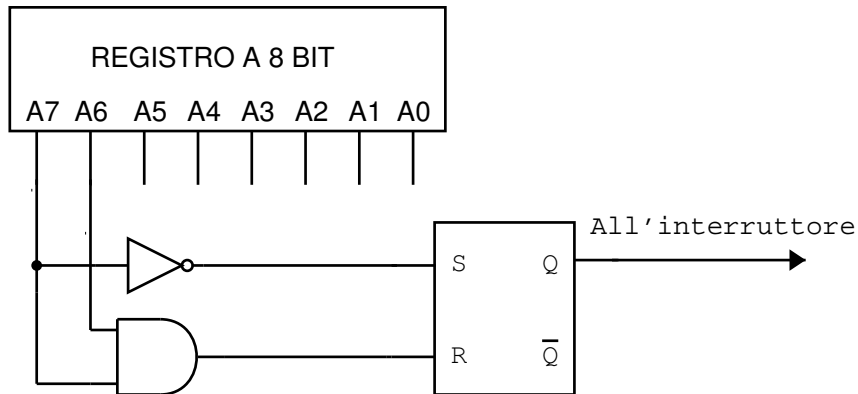 REGISTRO A 8 BIT
A7 A6 A5 A4 A3 A2 A1 A0
All'interruttore
S Q
R Q̅